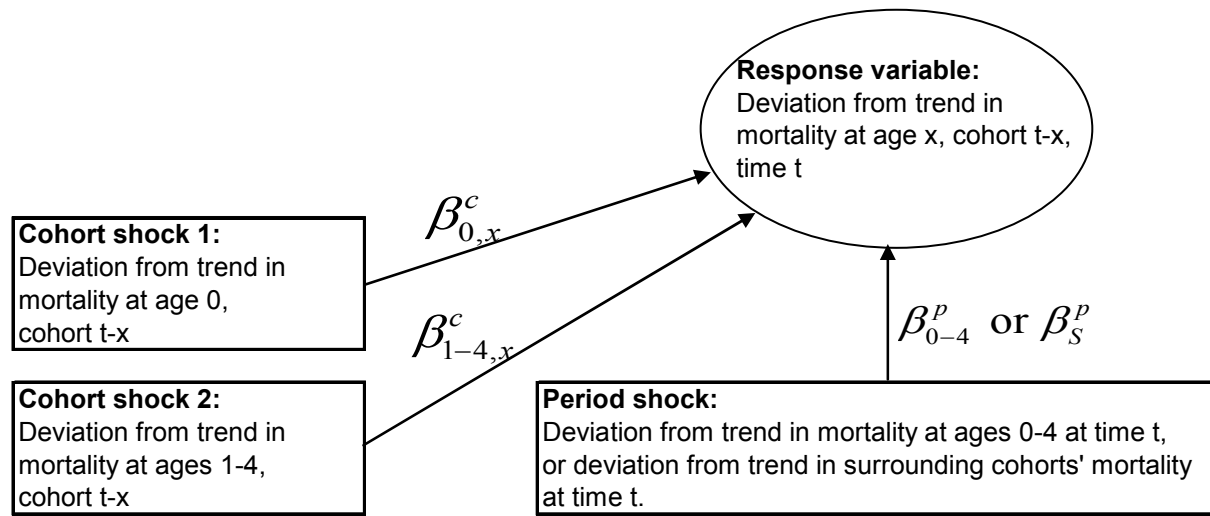 Response variable:
Deviation from trend in
mortality at age x, cohort t-x,
time t
β^c_{0,x}
Cohort shock 1:
Deviation from trend in
mortality at age 0,
cohort t-x
β^c_{1-4,x}
β^p_{0-4} or β^p_S
Cohort shock 2:
Deviation from trend in
mortality at ages 1-4,
cohort t-x
Period shock:
Deviation from trend in mortality at ages 0-4 at time t,
or deviation from trend in surrounding cohorts' mortality
at time t.